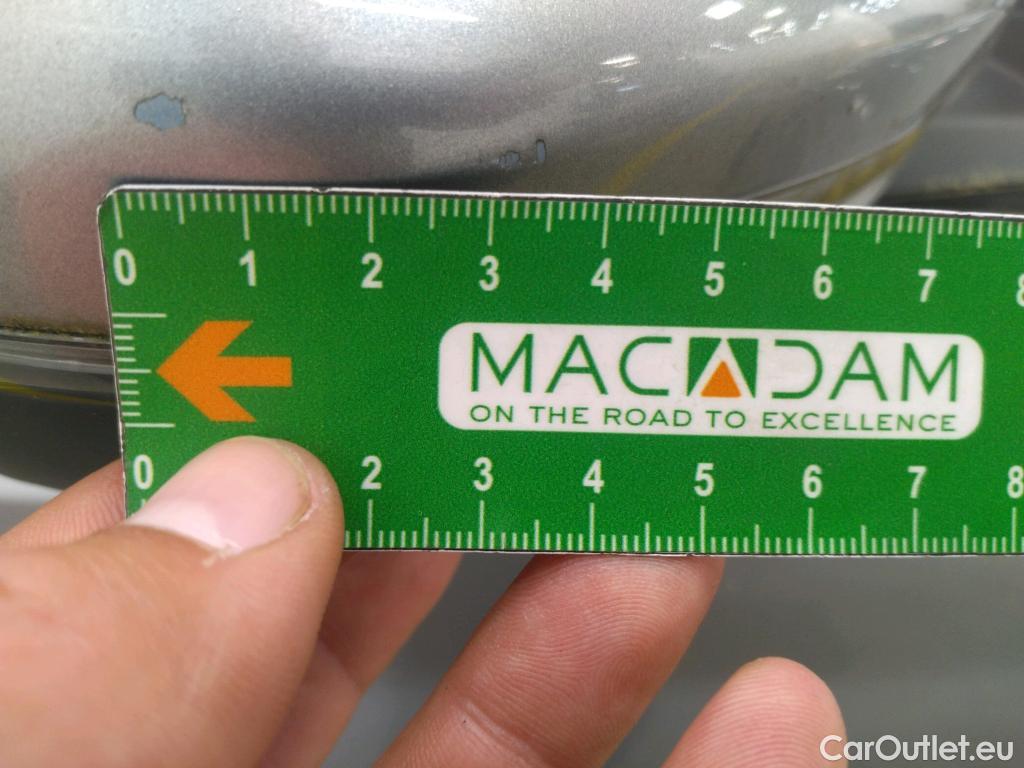 0 1 2 3 4 5 6 7 8
MACADAM
ON THE ROAD TO EXCELLENCE
0 2 3 4 5 6 7 8
CarOutlet.eu